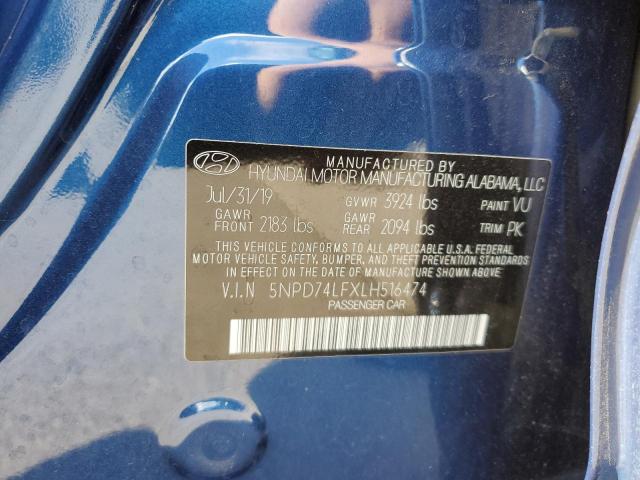 MANUFACTURED BY
HYUNDAI MOTOR MANUFACTURING ALABAMA, LLC
Jul/31/19 GVWR 3924 lbs PAINT VU
GAWR FRONT 2183 lbs GAWR REAR 2094 lbs TRIM PK
THIS VEHICLE CONFORMS TO ALL APPLICABLE U.S.A. FEDERAL
MOTOR VEHICLE SAFETY, BUMPER, AND THEFT PREVENTION STANDARDS
IN EFFECT ON THE DATE OF MANUFACTURE SHOWN ABOVE.
V.I.N 5NPD74LFXLH516474
PASSENGER CAR